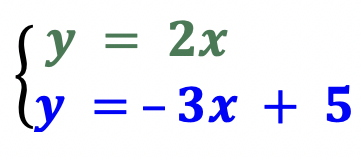 y = 2x
y = – 3x + 5